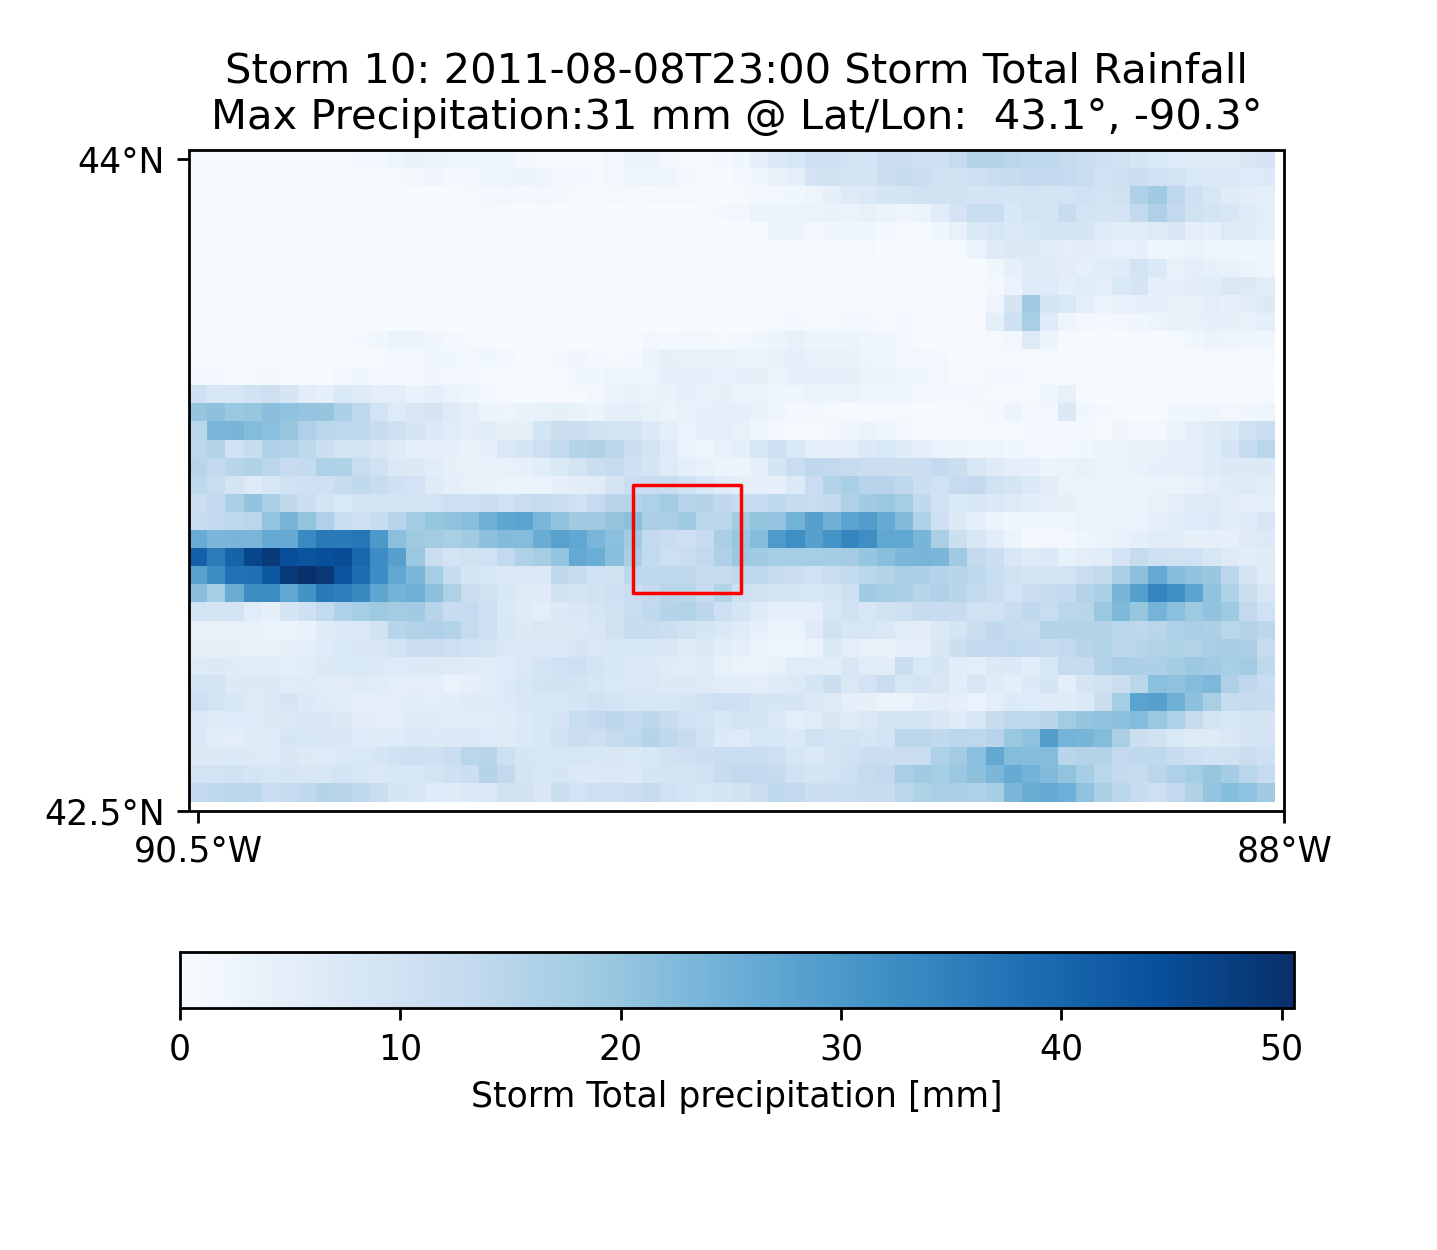 Storm 10: 2011-08-08T23:00 Storm Total Rainfall
Max Precipitation:31 mm @ Lat/Lon:  43.1°, -90.3°
44°N
42.5°N
90.5°W 88°W
0 10 20 30 40 50
Storm Total precipitation [mm]